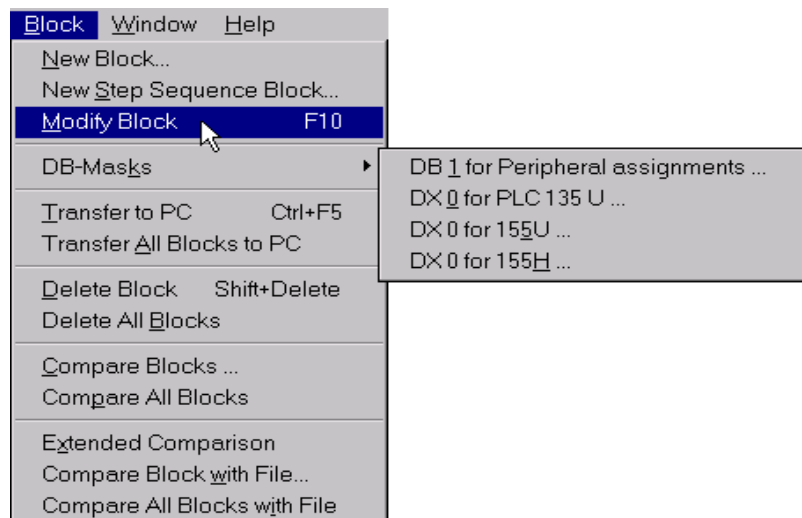 Block Window Help
New Block...
New Step Sequence Block...
Modify Block F10
DB-Masks
DB 1 for Peripheral assignments ...
DX 0 for PLC 135 U ...
DX 0 for 155U ...
DX 0 for 155H ...
Transfer to PC Ctrl+F5
Transfer All Blocks to PC
Delete Block Shift+Delete
Delete All Blocks
Compare Blocks ...
Compare All Blocks
Extended Comparison
Compare Block with File...
Compare All Blocks with File